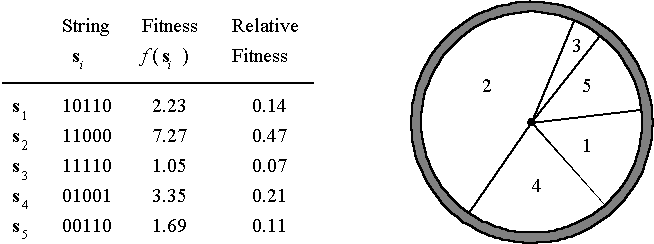 String Fitness Relative
s_i f(s_i ) Fitness
s_1 10110 2.23 0.14
s_2 11000 7.27 0.47
s_3 11110 1.05 0.07
s_4 01001 3.35 0.21
s_5 00110 1.69 0.11
3
2
5
1
4